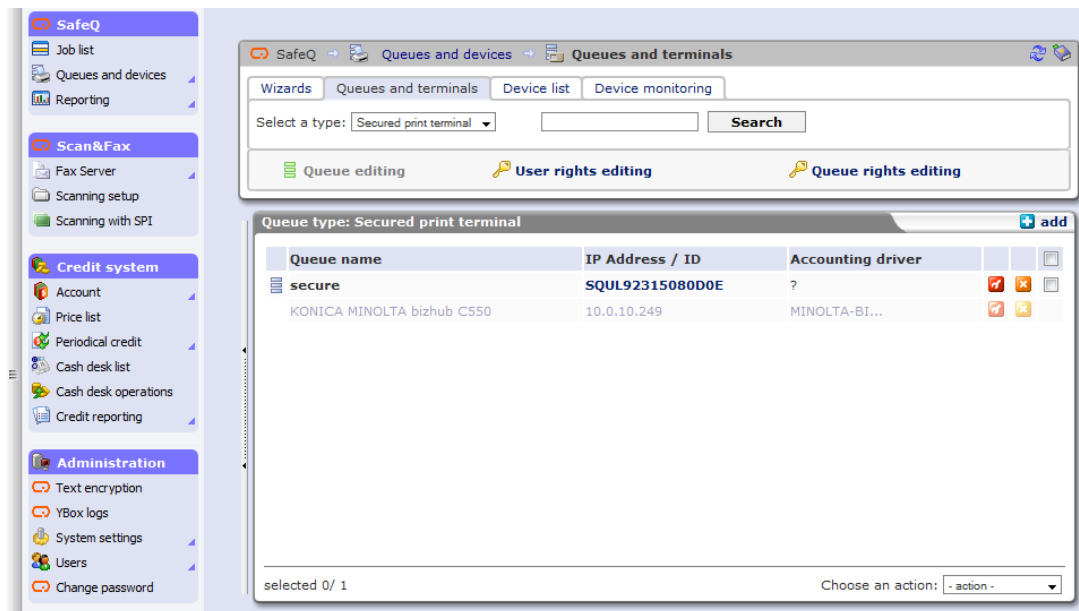 SafeQ
Job list
Queues and devices
Reporting
Scan&Fax
Fax Server
Scanning setup
Scanning with SPI
Credit system
Account
Price list
Periodical credit
Cash desk list
Cash desk operations
Credit reporting
Administration
Text encryption
YBox logs
System settings
Users
Change password
SafeQ Queues and devices Queues and terminals
Wizards Queues and terminals Device list Device monitoring
Select a type: Secured print terminal Search
Queue editing User rights editing Queue rights editing
Queue type: Secured print terminal add
Queue name IP Address / ID Accounting driver
secure SQUL92315080D0E ?
KONICA MINOLTA bizhub C550 10.0.10.249 MINOLTA-BI...
selected 0/ 1 Choose an action: - action -